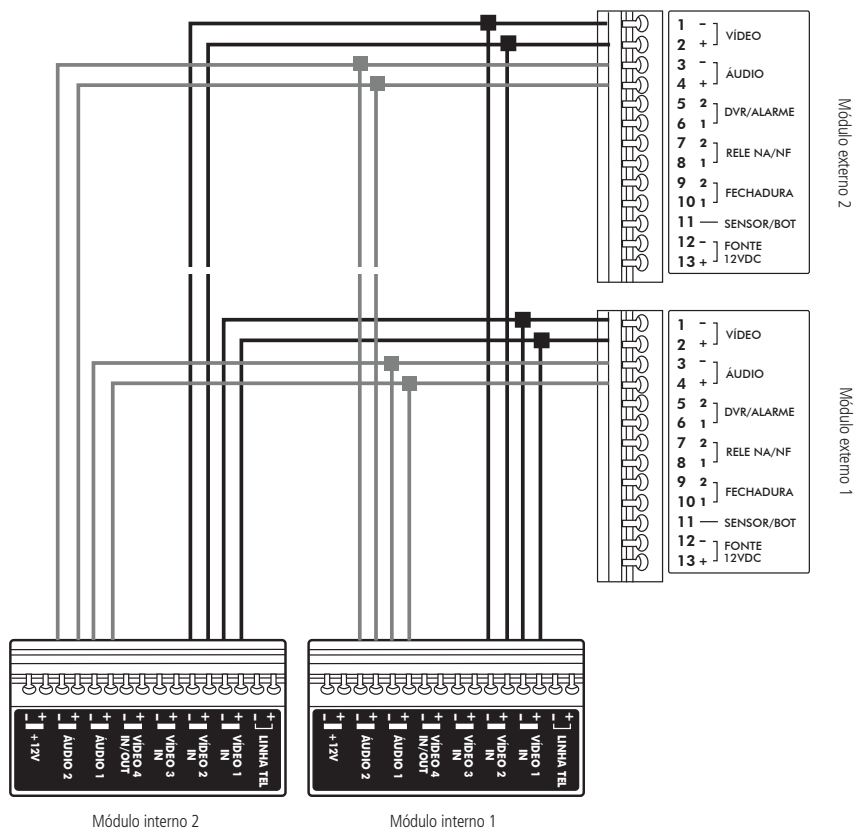 1 -
VÍDEO
2 +
3 -
ÁUDIO
4 +
5 2
DVR/ALARME
6 1
7 2
RELE NA/NF
8 1
9 2
FECHADURA
10 1
11 — SENSOR/BOT
12 -
FONTE
12VDC
13 +
Módulo externo 2
1 -
VÍDEO
2 +
3 -
ÁUDIO
4 +
5 2
DVR/ALARME
6 1
7 2
RELE NA/NF
8 1
9 2
FECHADURA
10 1
11 — SENSOR/BOT
12 -
FONTE
12VDC
13 +
Módulo externo 1
- +
+12V
- +
ÁUDIO 2
- +
ÁUDIO 1
- +
VÍDEO 4
IN/OUT
- +
VÍDEO 3
IN
- +
VÍDEO 2
IN
- +
VÍDEO 1
IN
- +
LINHA TEL
Módulo interno 2
- +
+12V
- +
ÁUDIO 2
- +
ÁUDIO 1
- +
VÍDEO 4
IN/OUT
- +
VÍDEO 3
IN
- +
VÍDEO 2
IN
- +
VÍDEO 1
IN
- +
LINHA TEL
Módulo interno 1